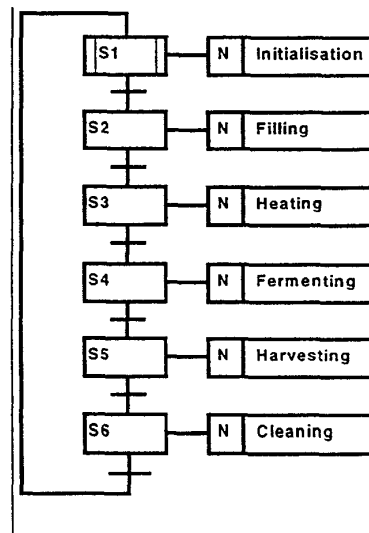 S1 N Initialisation
S2 N Filling
S3 N Heating
S4 N Fermenting
S5 N Harvesting
S6 N Cleaning